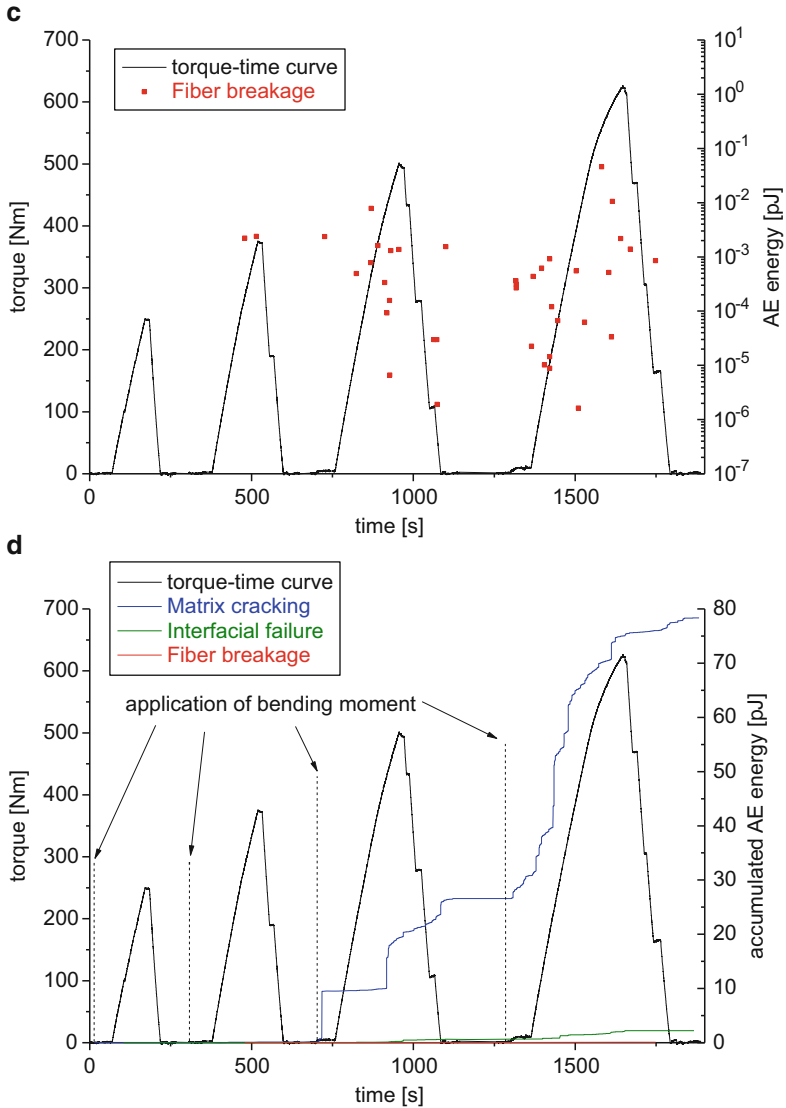 c
torque-time curve
Fiber breakage
700
600
500
400
300
200
100
0
torque [Nm]
10^1
10^0
10^-1
10^-2
10^-3
10^-4
10^-5
10^-6
10^-7
AE energy [pJ]
0 500 1000 1500
time [s]
d
torque-time curve
Matrix cracking
Interfacial failure
Fiber breakage
application of bending moment
700
600
500
400
300
200
100
0
torque [Nm]
80
70
60
50
40
30
20
10
0
accumulated AE energy [pJ]
0 500 1000 1500
time [s]